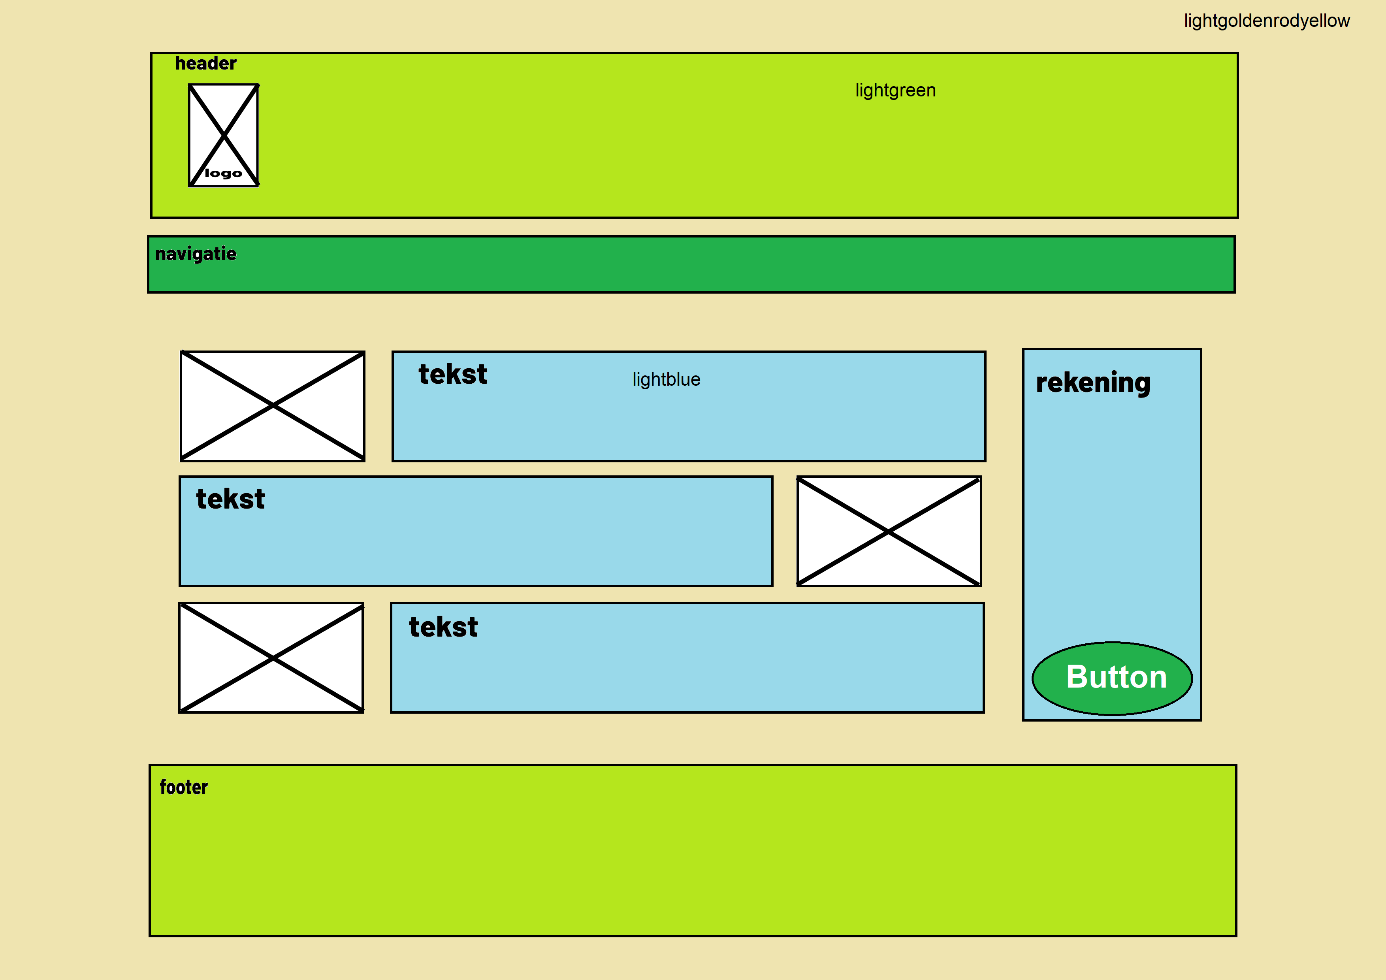 lightgoldenrodyellow
header
lightgreen
logo
navigatie
tekst
lightblue
rekening
tekst
tekst
Button
footer